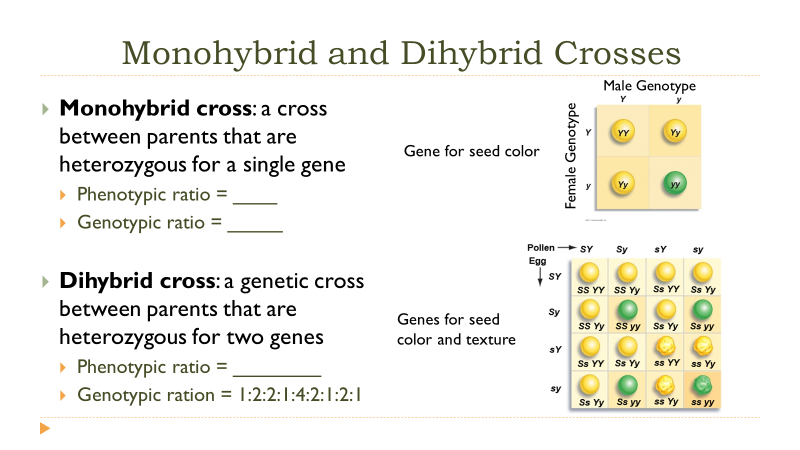 Monohybrid and Dihybrid Crosses
Monohybrid cross: a cross
between parents that are
heterozygous for a single gene
Phenotypic ratio = ____
Genotypic ratio = _____
Gene for seed color
Male Genotype
Y y
Female Genotype
Y YY Yy
y Yy yy
Dihybrid cross: a genetic cross
between parents that are
heterozygous for two genes
Phenotypic ratio = ________
Genotypic ration = 1:2:2:1:4:2:1:2:1
Genes for seed
color and texture
Pollen SY Sy sY sy
Egg
SY
SS YY SS Yy Ss YY Ss Yy
Sy
SS Yy SS yy Ss Yy Ss yy
sY
Ss YY Ss Yy ss YY ss Yy
sy
Ss Yy Ss yy ss Yy ss yy